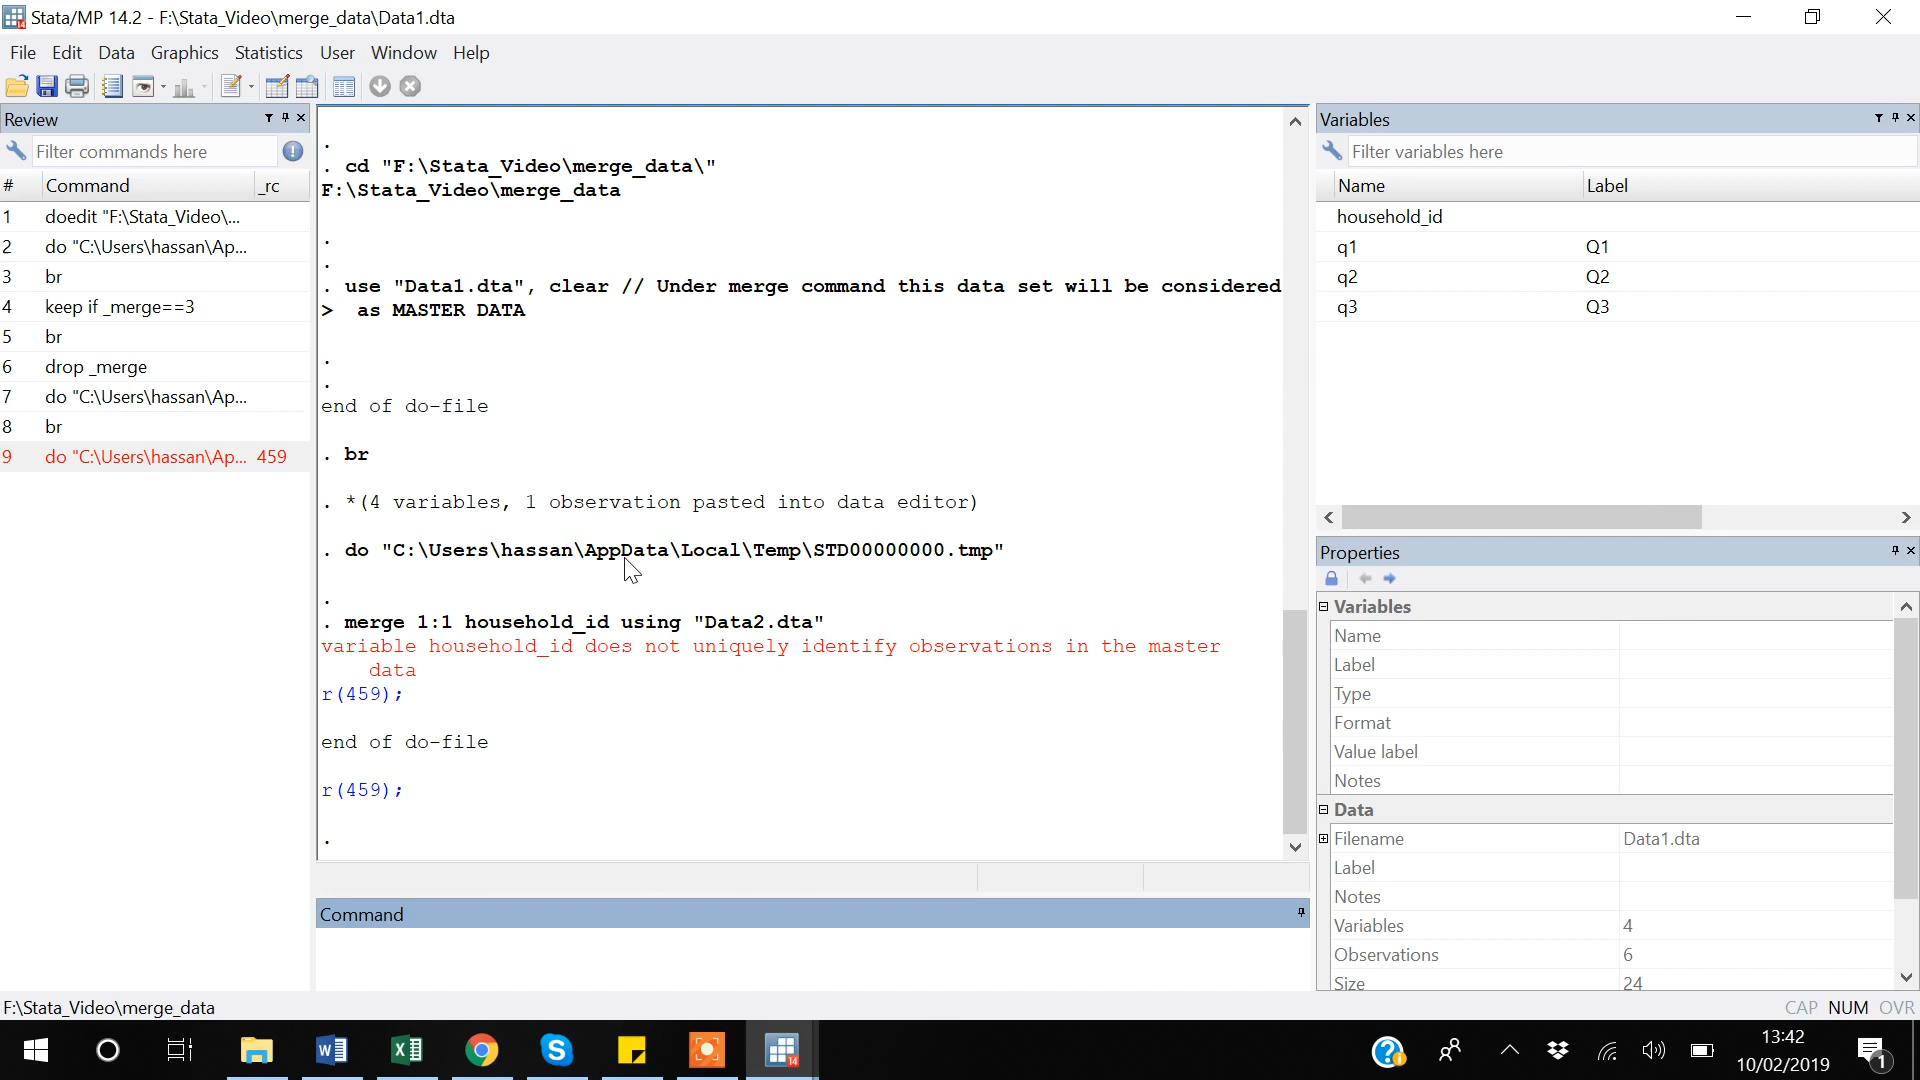 Stata/MP 14.2 - F:\Stata_Video\merge_data\Data1.dta
File Edit Data Graphics Statistics User Window Help
Review
Filter commands here
# Command _rc
1 doedit "F:\Stata_Video\...
2 do "C:\Users\hassan\Ap...
3 br
4 keep if _merge==3
5 br
6 drop _merge
7 do "C:\Users\hassan\Ap...
8 br
9 do "C:\Users\hassan\Ap... 459
.
. cd "F:\Stata_Video\merge_data\"
F:\Stata_Video\merge_data
.
.
. use "Data1.dta", clear // Under merge command this data set will be considered
> as MASTER DATA
.
.
end of do-file
. br
. *(4 variables, 1 observation pasted into data editor)
. do "C:\Users\hassan\AppData\Local\Temp\STD00000000.tmp"
.
. merge 1:1 household_id using "Data2.dta"
variable household_id does not uniquely identify observations in the master
data
r(459);
end of do-file
r(459);
.
Command
Variables
Filter variables here
Name Label
household_id
q1 Q1
q2 Q2
q3 Q3
Properties
Variables
Name
Label
Type
Format
Value label
Notes
Data
Filename Data1.dta
Label
Notes
Variables 4
Observations 6
Size 24
F:\Stata_Video\merge_data
CAP NUM OVR
13:42
10/02/2019
1